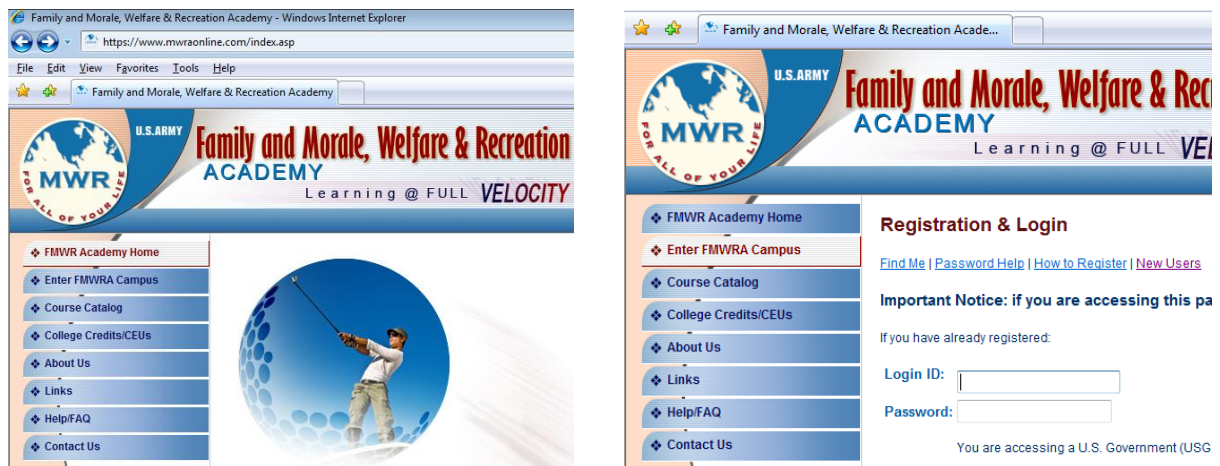 Family and Morale, Welfare & Recreation Academy - Windows Internet Explorer
https://www.mwraonline.com/index.asp
File Edit View Favorites Tools Help
Family and Morale, Welfare & Recreation Academy
U.S.ARMY
Family and Morale, Welfare & Recreation
ACADEMY
Learning @ FULL VELOCITY
MWR
FOR ALL OF YOUR LIFE
FMWR Academy Home
Enter FMWRA Campus
Course Catalog
College Credits/CEUs
About Us
Links
Help/FAQ
Contact Us
Family and Morale, Welfare & Recreation Acade...
U.S.ARMY
Family and Morale, Welfare & Rec
ACADEMY
Learning @ FULL VEL
MWR
FOR ALL OF YOUR LIFE
FMWR Academy Home
Enter FMWRA Campus
Course Catalog
College Credits/CEUs
About Us
Links
Help/FAQ
Contact Us
Registration & Login
Find Me | Password Help | How to Register | New Users
Important Notice: if you are accessing this pa
If you have already registered:
Login ID:
Password:
You are accessing a U.S. Government (USG